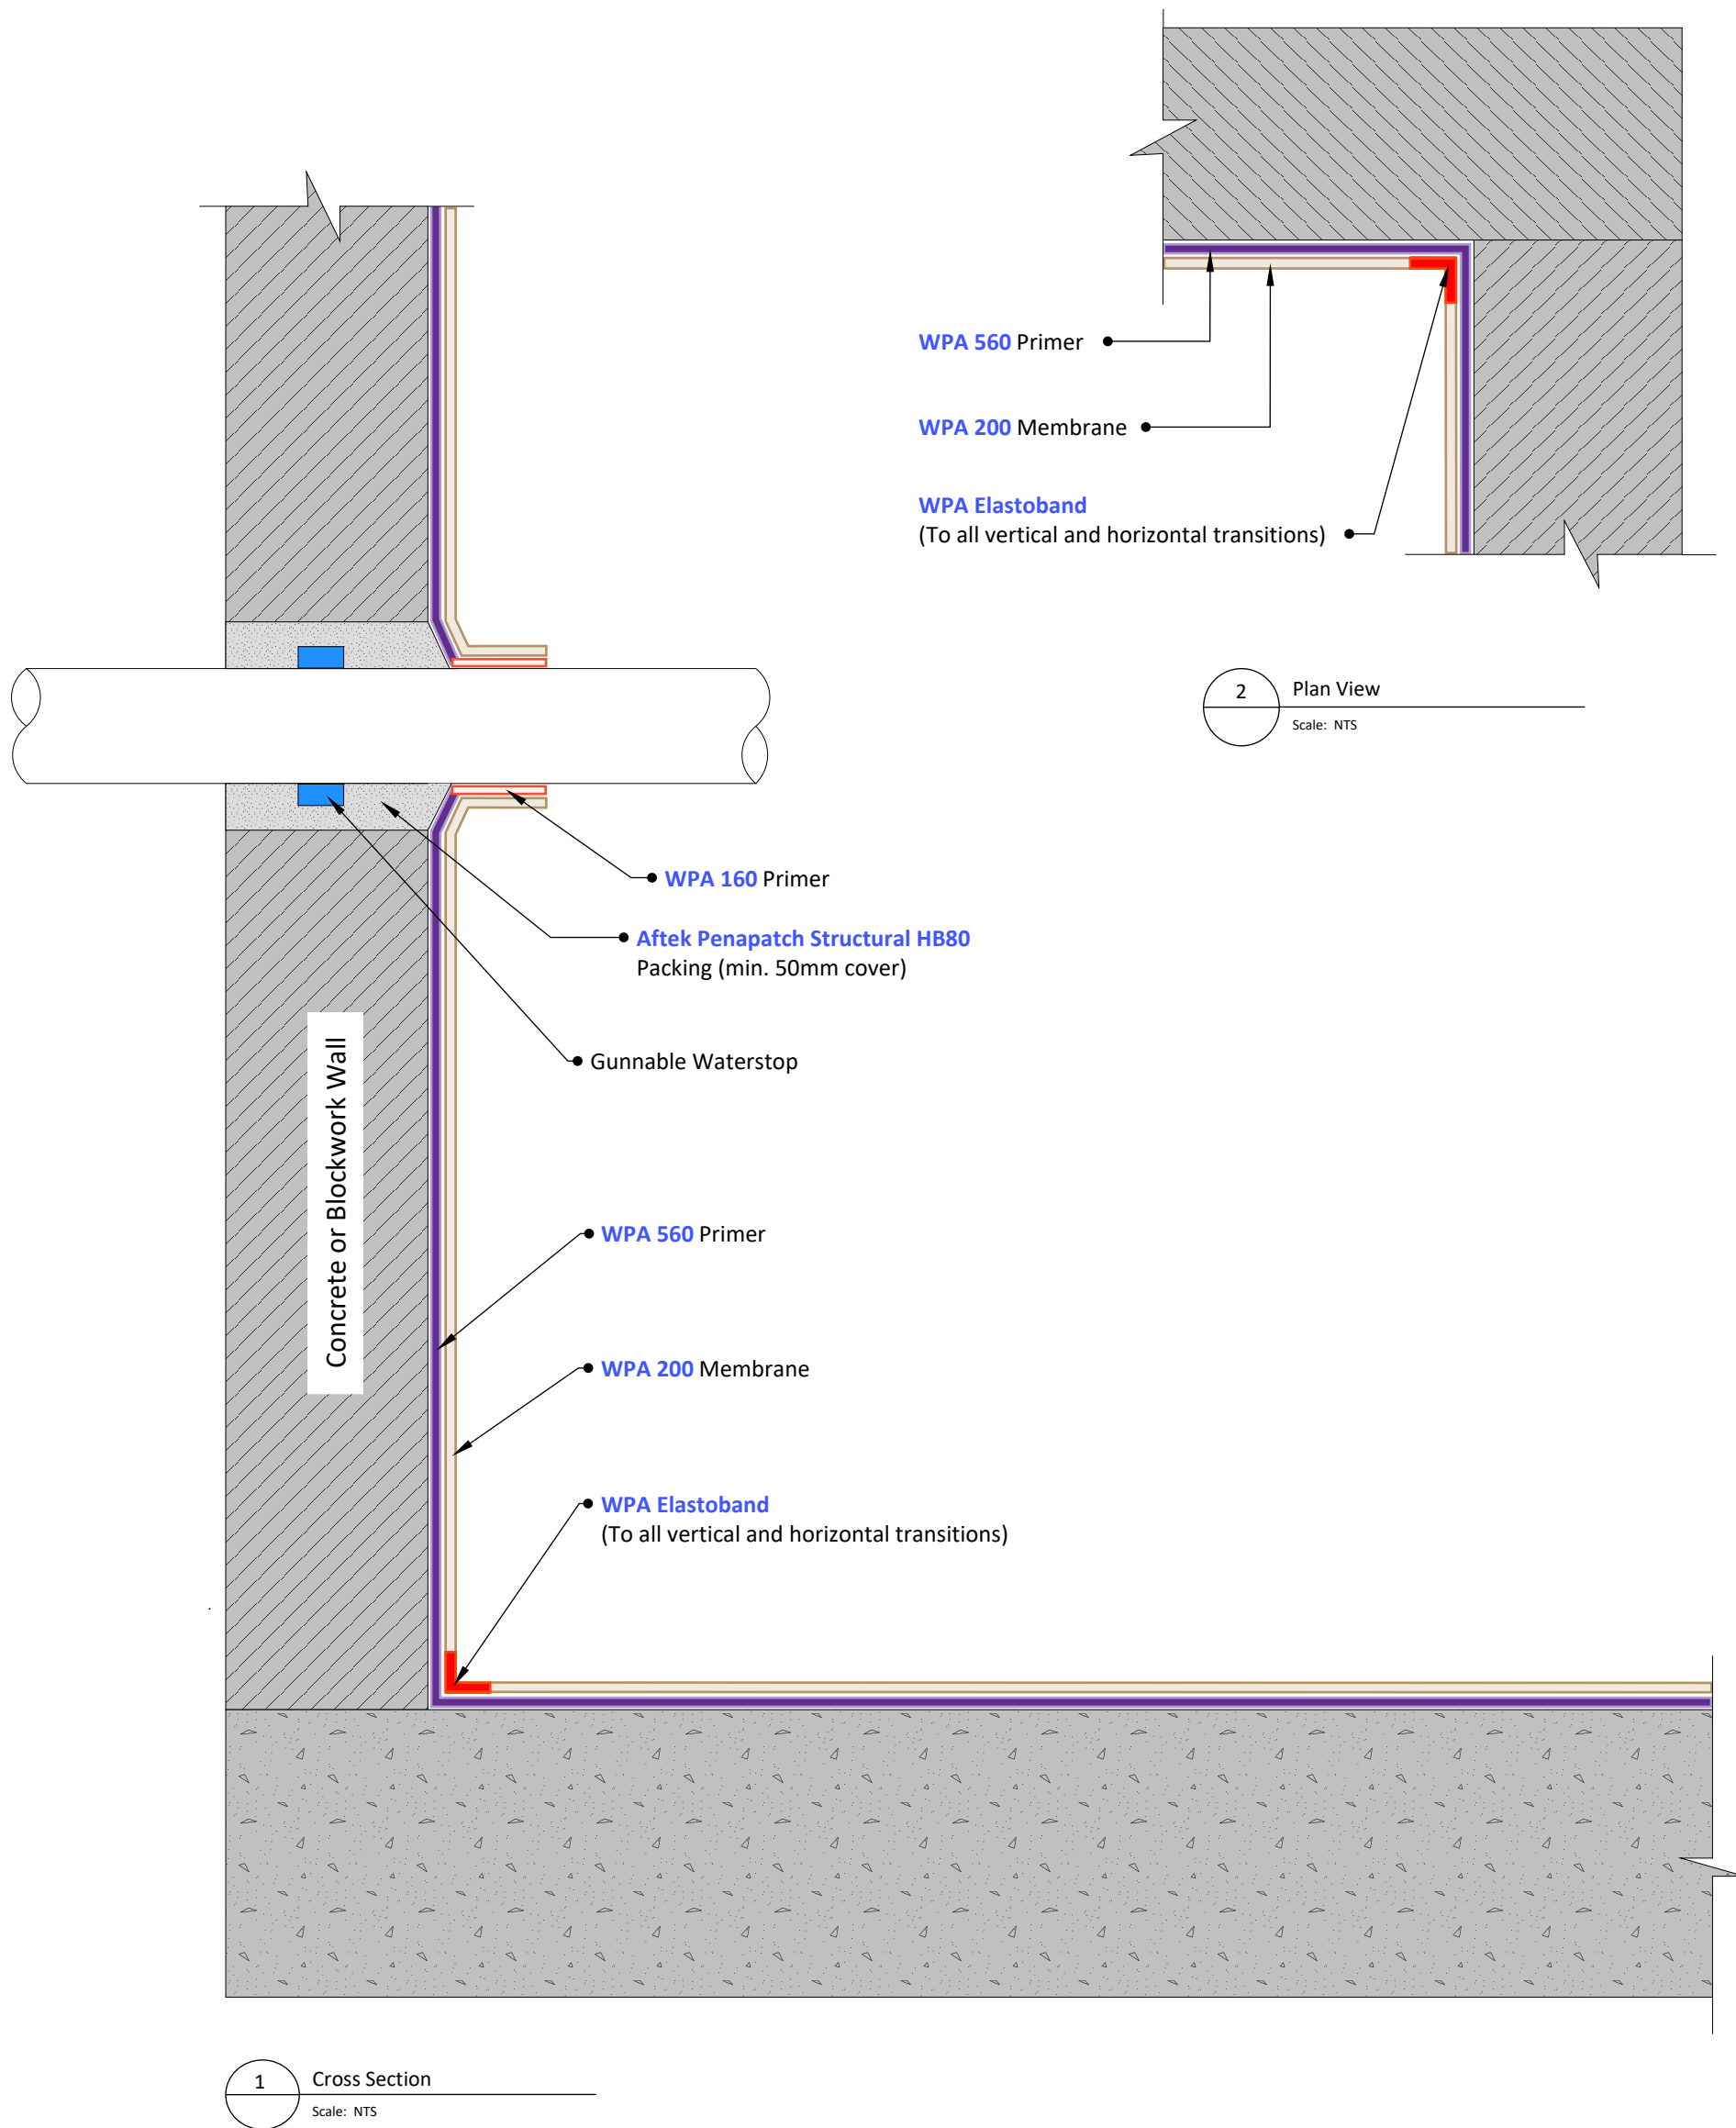 WPA 560 Primer
WPA 200 Membrane
WPA Elastoband
(To all vertical and horizontal transitions)
2
Plan View
Scale: NTS
WPA 160 Primer
Aftek Penapatch Structural HB80
Packing (min. 50mm cover)
Gunnable Waterstop
Concrete or Blockwork Wall
WPA 560 Primer
WPA 200 Membrane
WPA Elastoband
(To all vertical and horizontal transitions)
1
Cross Section
Scale: NTS